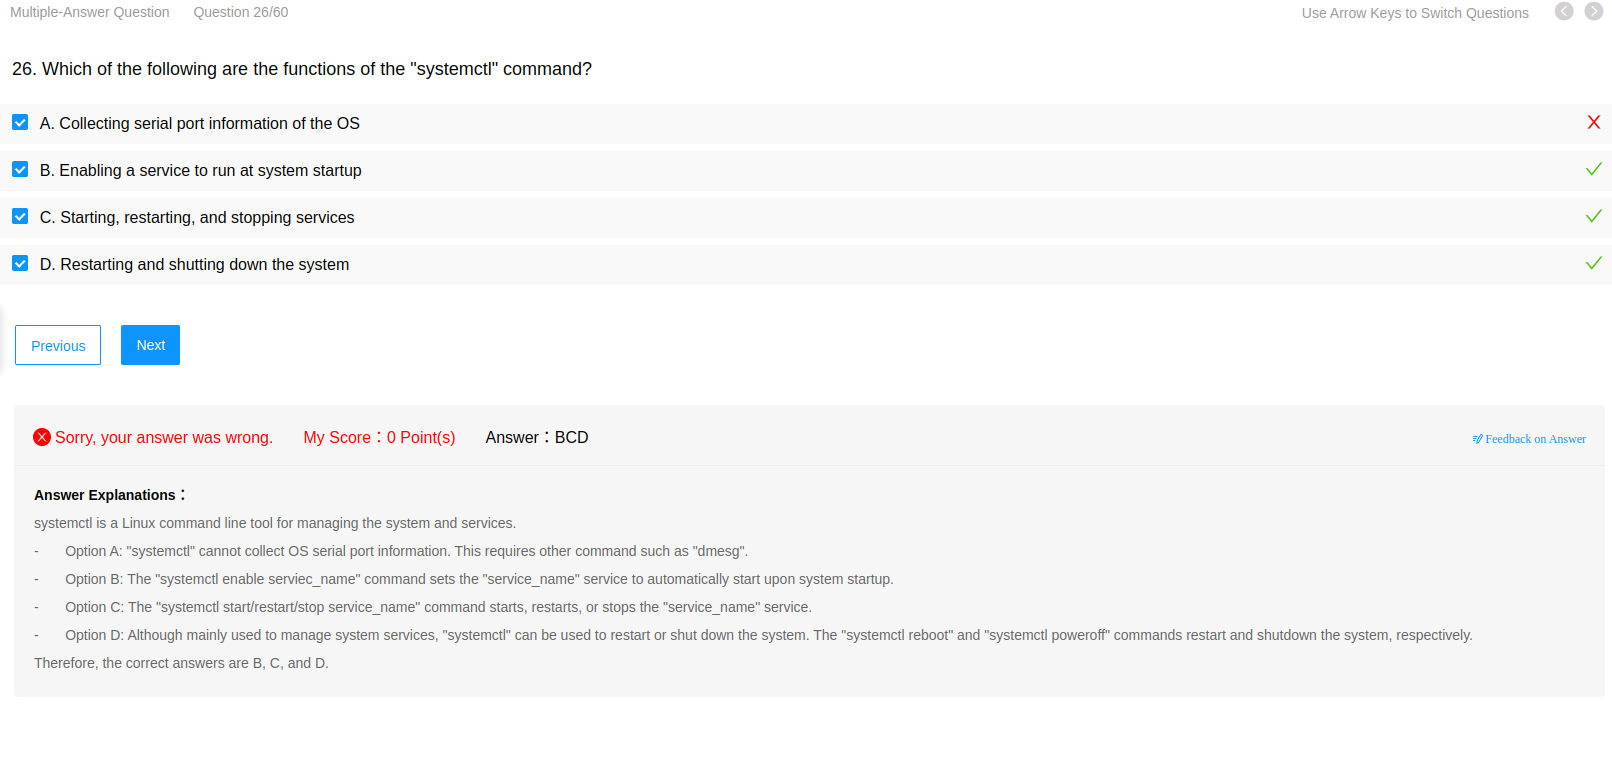 Multiple-Answer Question Question 26/60 Use Arrow Keys to Switch Questions
26. Which of the following are the functions of the "systemctl" command?
A. Collecting serial port information of the OS
B. Enabling a service to run at system startup
C. Starting, restarting, and stopping services
D. Restarting and shutting down the system
Previous Next
Sorry, your answer was wrong. My Score：0 Point(s) Answer：BCD Feedback on Answer
Answer Explanations：
systemctl is a Linux command line tool for managing the system and services.
- Option A: "systemctl" cannot collect OS serial port information. This requires other command such as "dmesg".
- Option B: The "systemctl enable serviec_name" command sets the "service_name" service to automatically start upon system startup.
- Option C: The "systemctl start/restart/stop service_name" command starts, restarts, or stops the "service_name" service.
- Option D: Although mainly used to manage system services, "systemctl" can be used to restart or shut down the system. The "systemctl reboot" and "systemctl poweroff" commands restart and shutdown the system, respectively.
Therefore, the correct answers are B, C, and D.